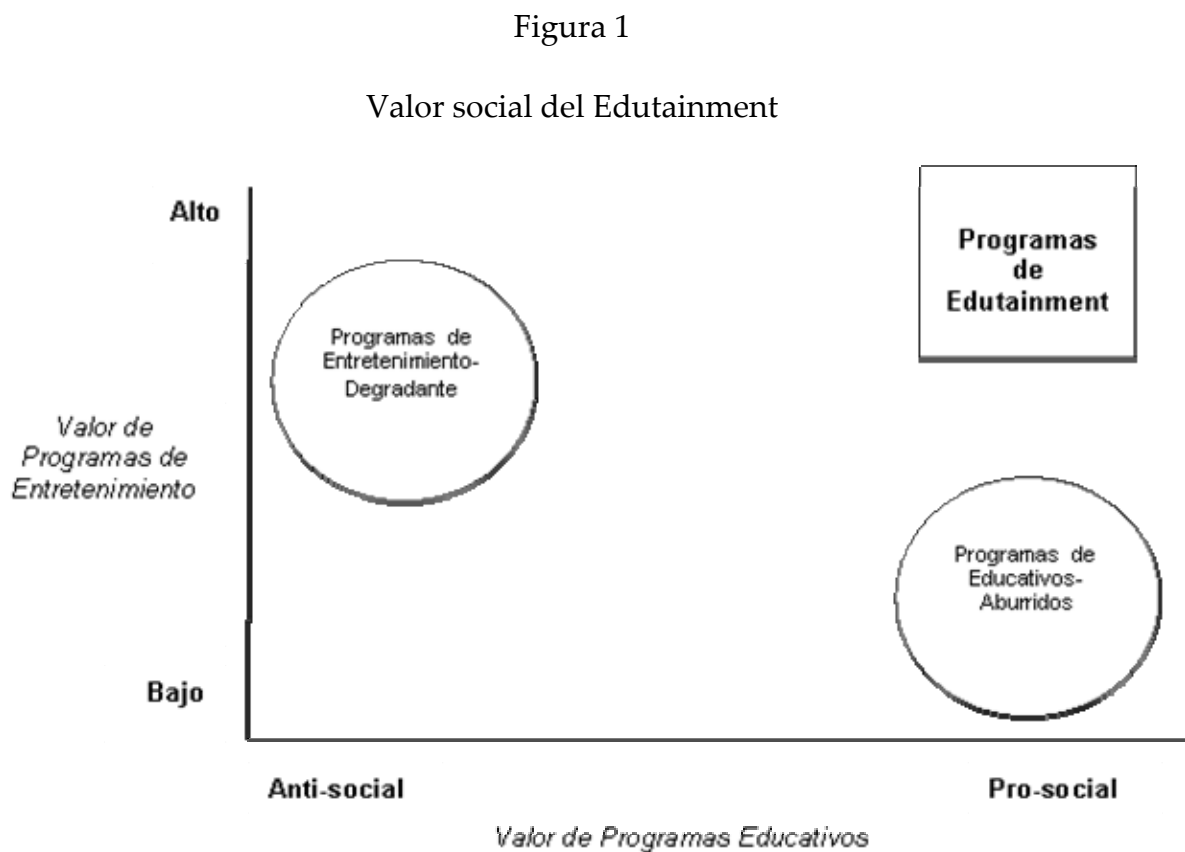 Figura 1
Valor social del Edutainment
Alto
Programas
de
Edutainment
Programas de
Entretenimiento-
Degradante
Valor de
Programas de
Entretenimiento
Programas de
Educativos-
Aburridos
Bajo
Anti-social
Pro-social
Valor de Programas Educativos